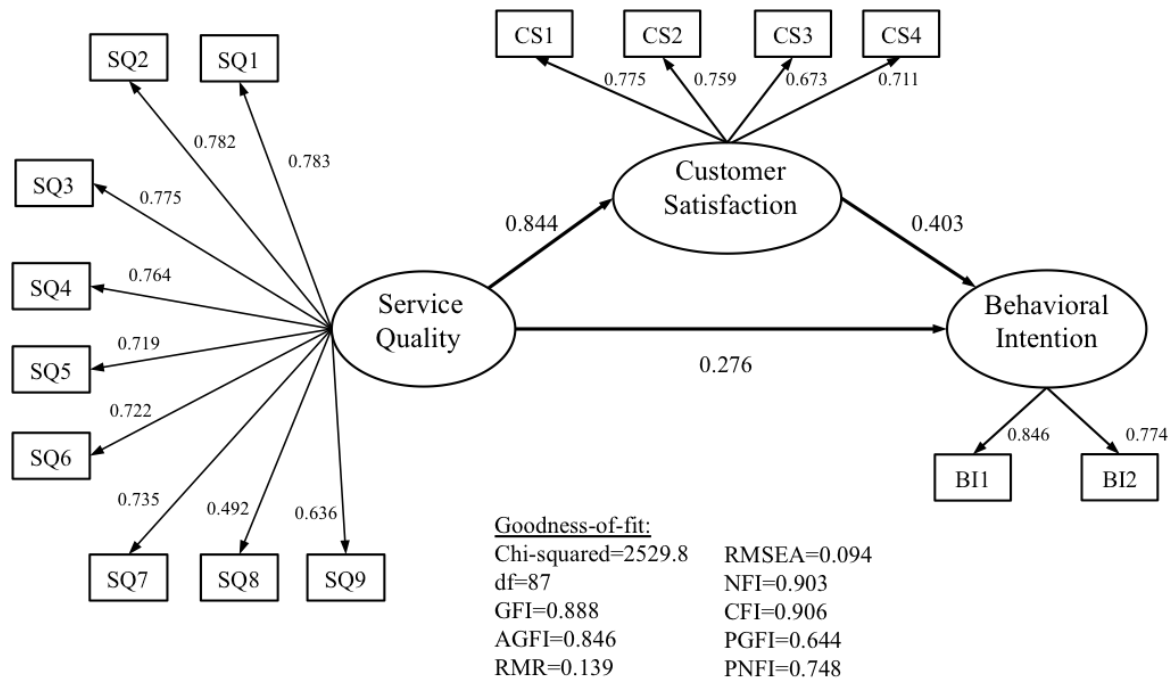 CS1
CS2
CS3
CS4
SQ2
SQ1
0.775
0.759
0.673
0.711
0.782
0.783
SQ3
0.775
Customer
Satisfaction
0.844
0.403
SQ4
0.764
Service
Quality
Behavioral
Intention
SQ5
0.719
0.276
0.722
SQ6
0.846
0.774
BI1
BI2
0.735
0.492
0.636
SQ7
SQ8
SQ9
Goodness-of-fit:
Chi-squared=2529.8
df=87
GFI=0.888
AGFI=0.846
RMR=0.139
RMSEA=0.094
NFI=0.903
CFI=0.906
PGFI=0.644
PNFI=0.748